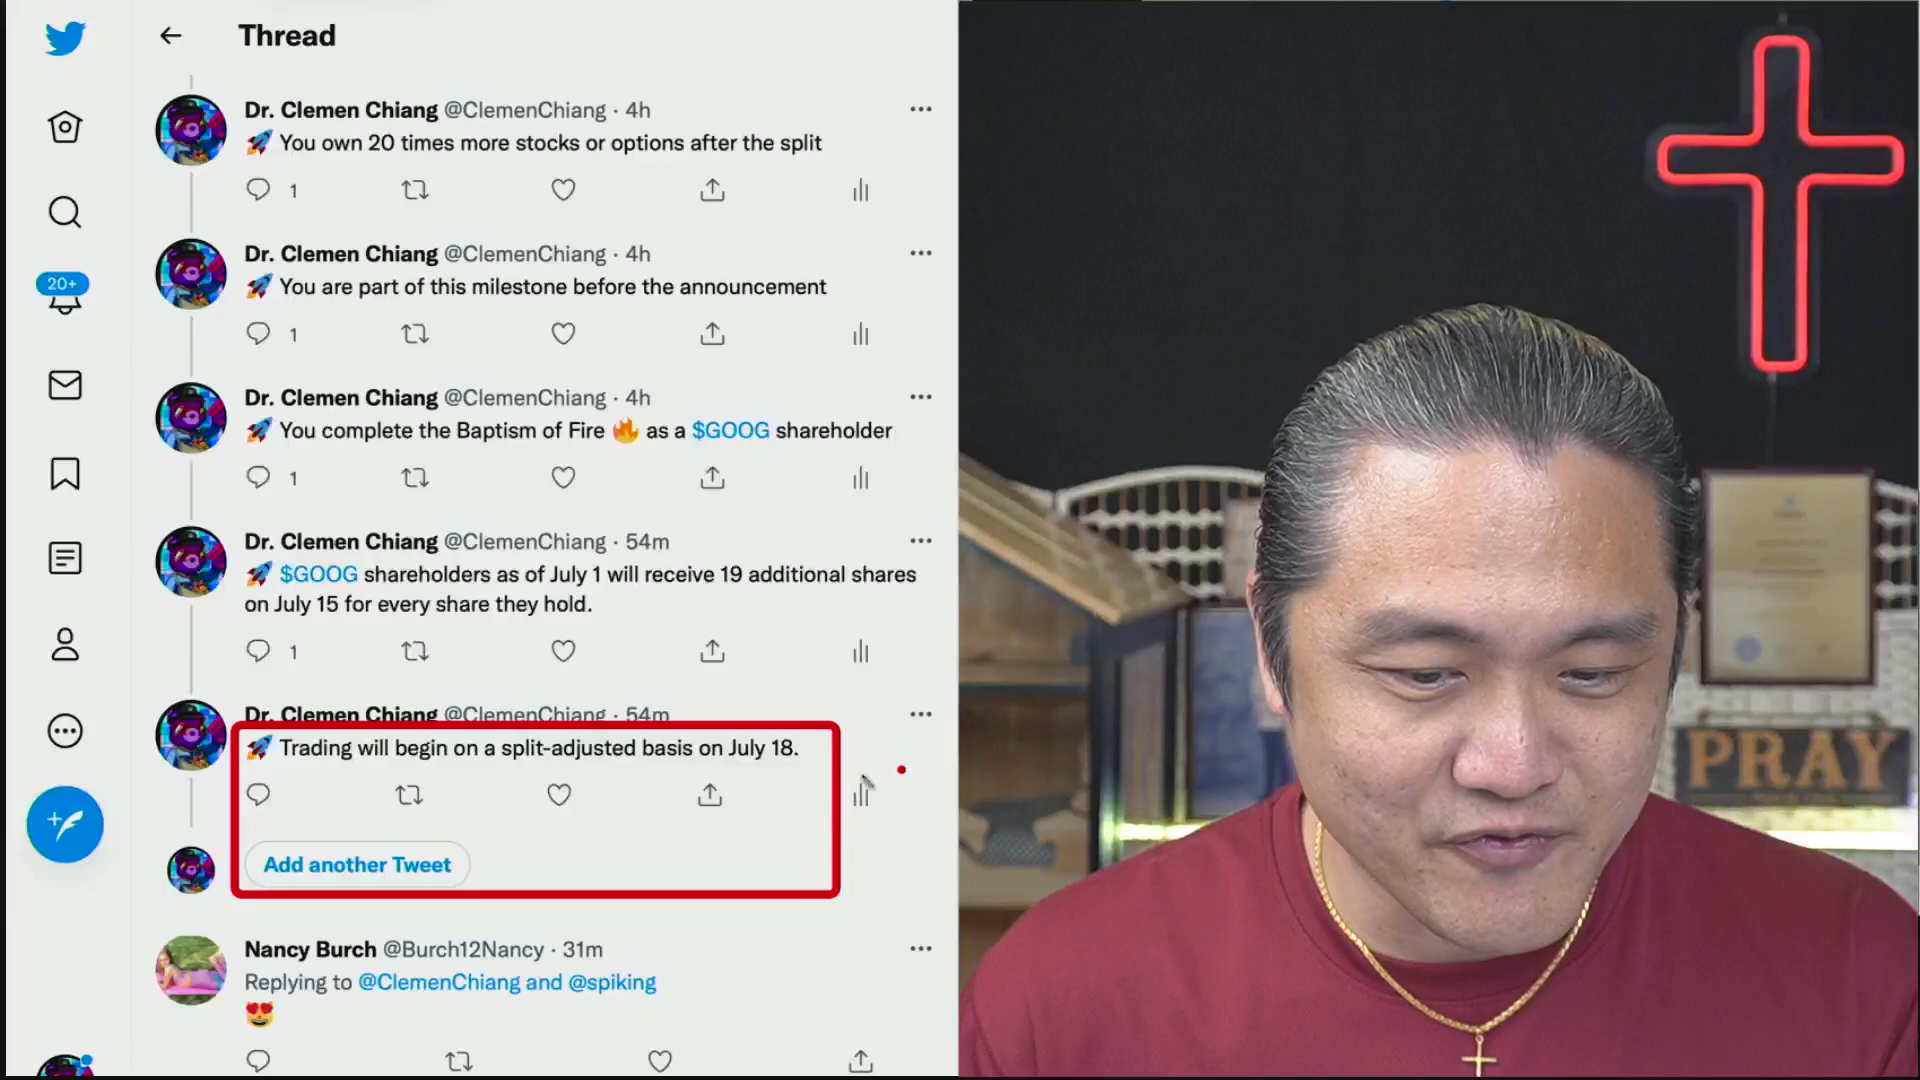 Thread
Dr. Clemen Chiang @ClemenChiang · 4h
🚀 You own 20 times more stocks or options after the split
1
Dr. Clemen Chiang @ClemenChiang · 4h
🚀 You are part of this milestone before the announcement
1
20+
Dr. Clemen Chiang @ClemenChiang · 4h
🚀 You complete the Baptism of Fire 🔥 as a $GOOG shareholder
1
Dr. Clemen Chiang @ClemenChiang · 54m
🚀 $GOOG shareholders as of July 1 will receive 19 additional shares
on July 15 for every share they hold.
1
Dr. Clemen Chiang @ClemenChiang · 54m
🚀 Trading will begin on a split-adjusted basis on July 18.
Add another Tweet
Nancy Burch @Burch12Nancy · 31m
Replying to @ClemenChiang and @spiking
😍
PRAY